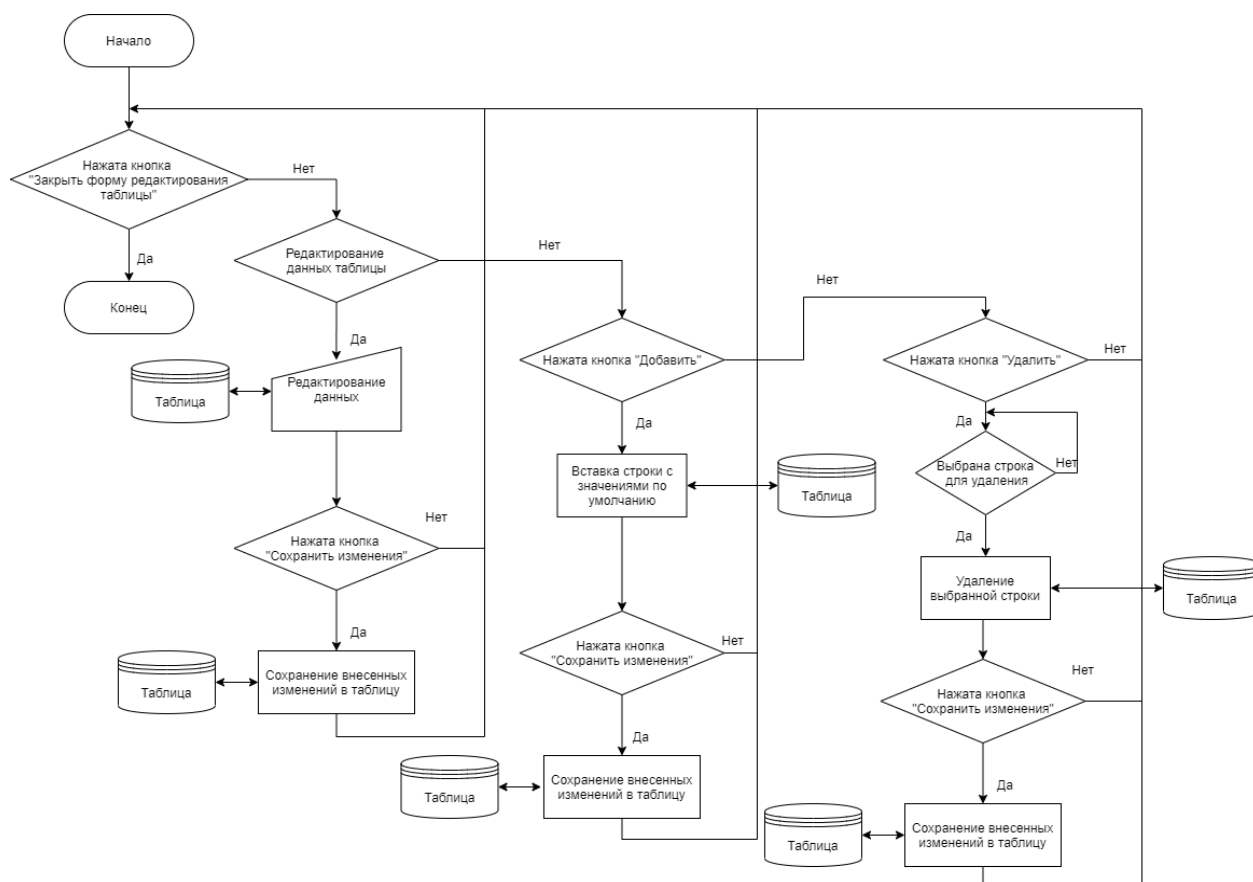 Начало
Нажата кнопка
"Закрыть форму редактирования
таблицы"
Нет
Да
Конец
Редактирование
данных таблицы
Нет
Да
Редактирование
данных
Таблица
Нажата кнопка
"Сохранить изменения"
Нет
Да
Сохранение внесенных
изменений в таблицу
Таблица
Нажата кнопка "Добавить"
Нет
Да
Вставка строки с
значениями по
умолчанию
Таблица
Нажата кнопка
"Сохранить изменения"
Нет
Да
Сохранение внесенных
изменений в таблицу
Таблица
Нажата кнопка "Удалить"
Нет
Да
Выбрана строка
для удаления
Нет
Да
Удаление
выбранной строки
Таблица
Нажата кнопка
"Сохранить изменения"
Нет
Да
Сохранение внесенных
изменений в таблицу
Таблица